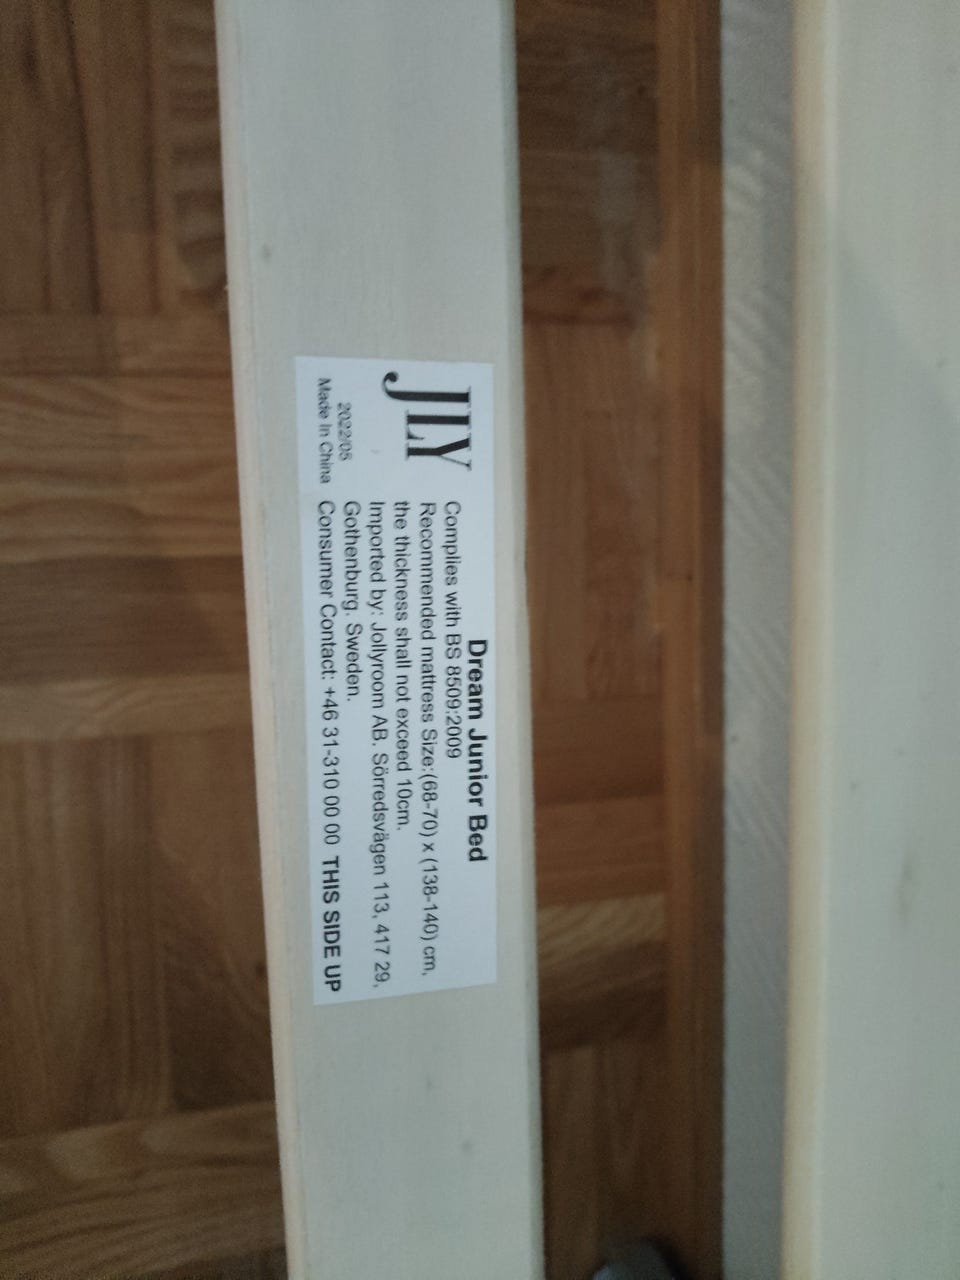 JLY
2022/05
Made In China
Dream Junior Bed
Complies with BS 8509:2009
Recommended mattress Size:(68-70) x (138-140) cm,
the thickness shall not exceed 10cm.
Imported by: Jollyroom AB. Sörredsvägen 113, 417 29,
Gothenburg. Sweden.
Consumer Contact: +46 31-310 00 00 THIS SIDE UP